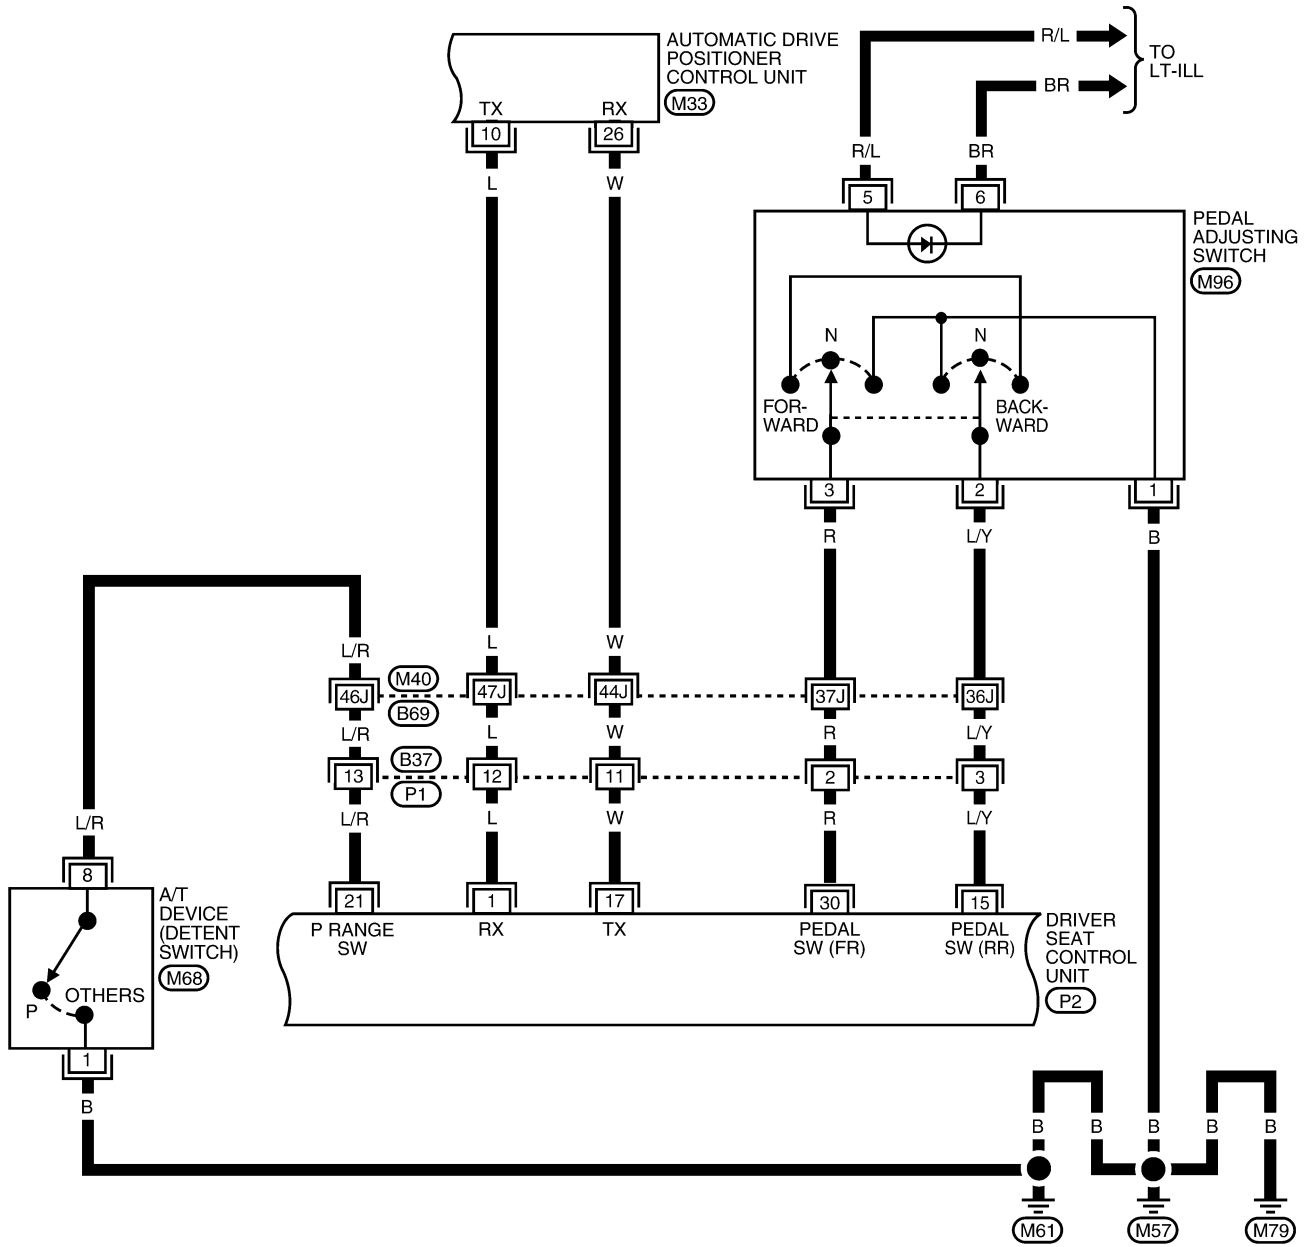 AUTOMATIC DRIVE
POSITIONER
CONTROL UNIT
M33
TX
RX
10
26
L
W
R/L
BR
TO
LT-ILL
R/L
BR
5
6
PEDAL
ADJUSTING
SWITCH
M96
N
N
FOR-
WARD
BACK-
WARD
3
2
1
R
L/Y
B
L/R
L
W
M40
46J
47J
44J
37J
36J
B69
L/R
L
W
R
L/Y
B37
13
12
11
2
3
P1
L/R
L
W
R
L/Y
21
1
17
30
15
P RANGE
SW
RX
TX
PEDAL
SW (FR)
PEDAL
SW (RR)
DRIVER
SEAT
CONTROL
UNIT
P2
L/R
8
A/T
DEVICE
(DETENT
SWITCH)
M68
OTHERS
P
1
B
B
B
B
B
B
M61
M57
M79